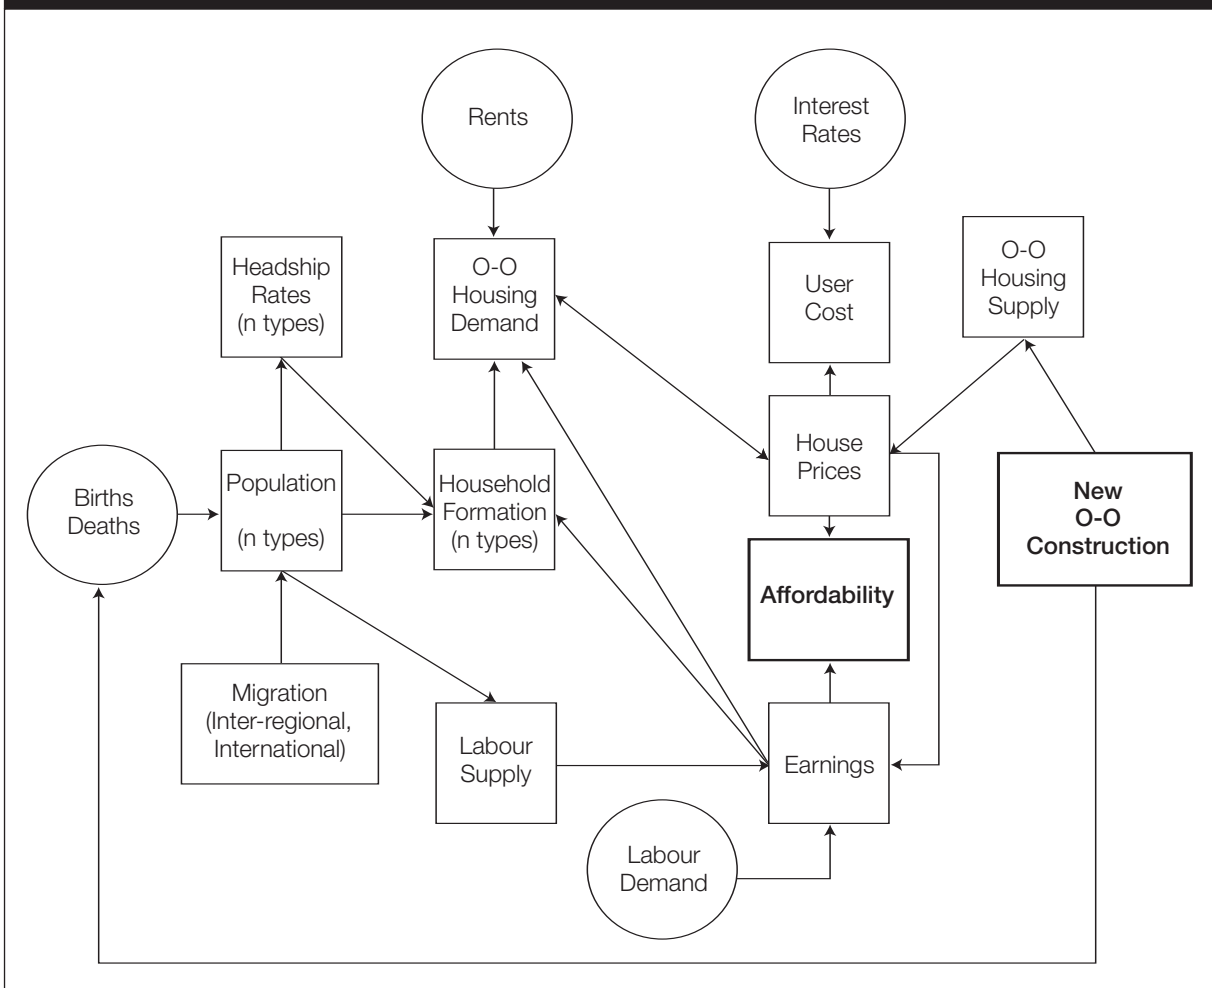 Rents
Interest
Rates
Headship
Rates
(n types)
O-O
Housing
Demand
User
Cost
O-O
Housing
Supply
Births
Deaths
Population
(n types)
Household
Formation
(n types)
House
Prices
New
O-O
Construction
Affordability
Migration
(Inter-regional,
International)
Labour
Supply
Earnings
Labour
Demand